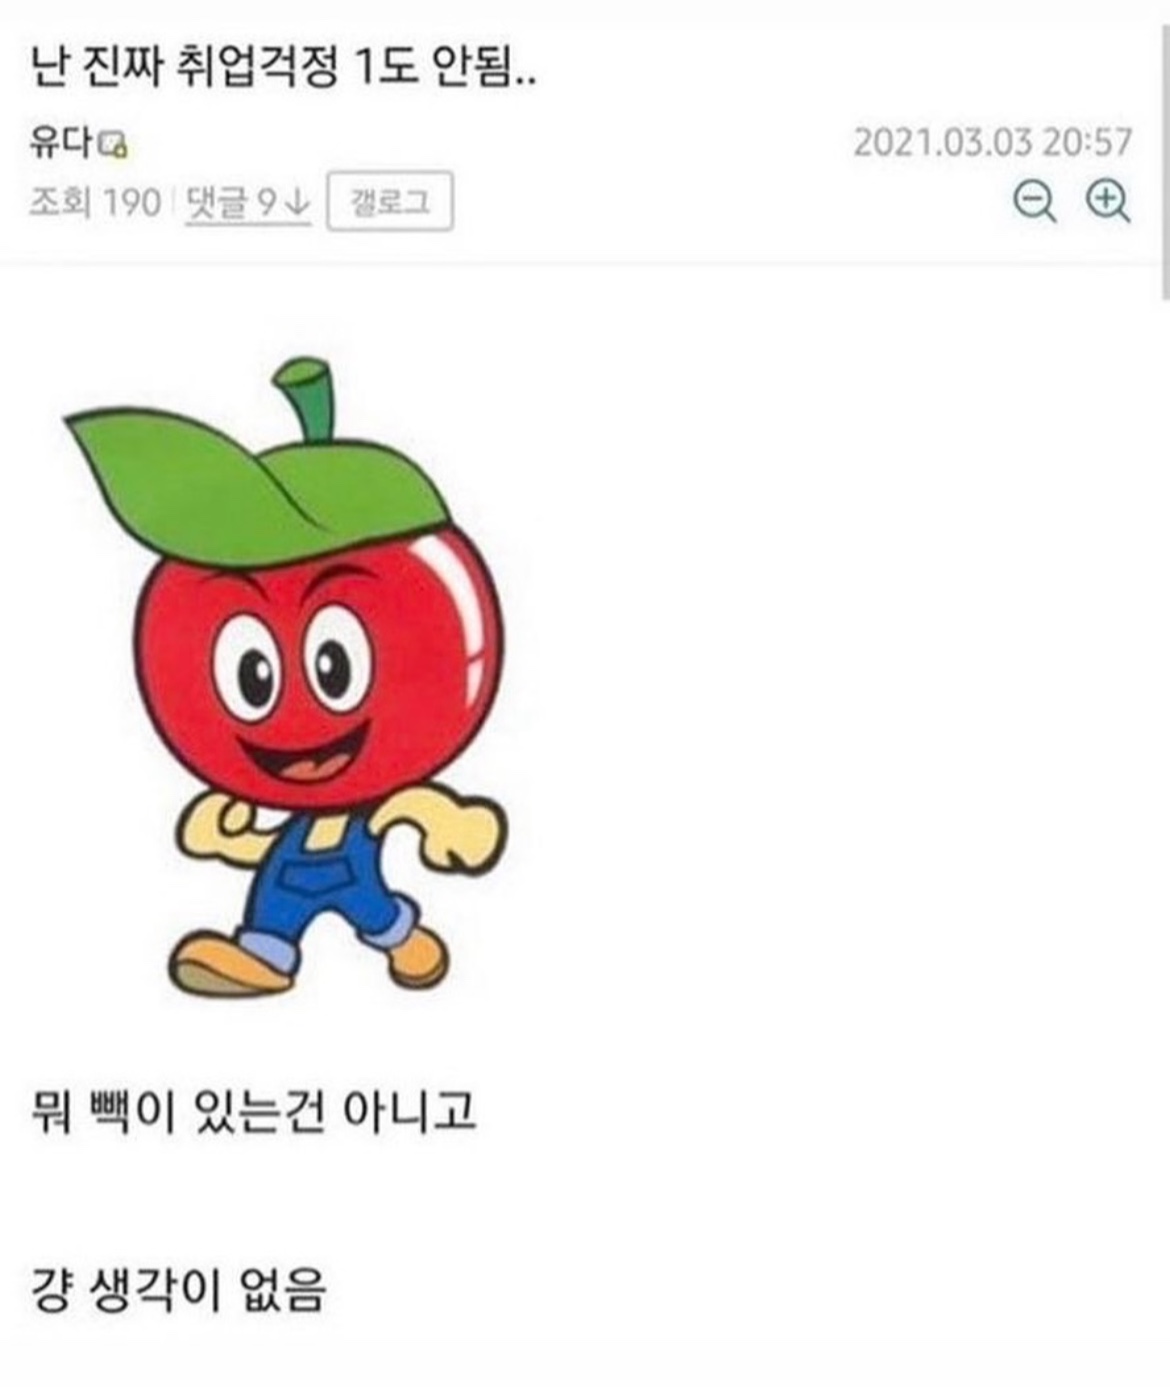 난 진짜 취업걱정 1도 안됨..
유다
2021.03.03 20:57
조회 190 댓글 9↓ 갤로그
뭐 빽이 있는건 아니고
걍 생각이 없음